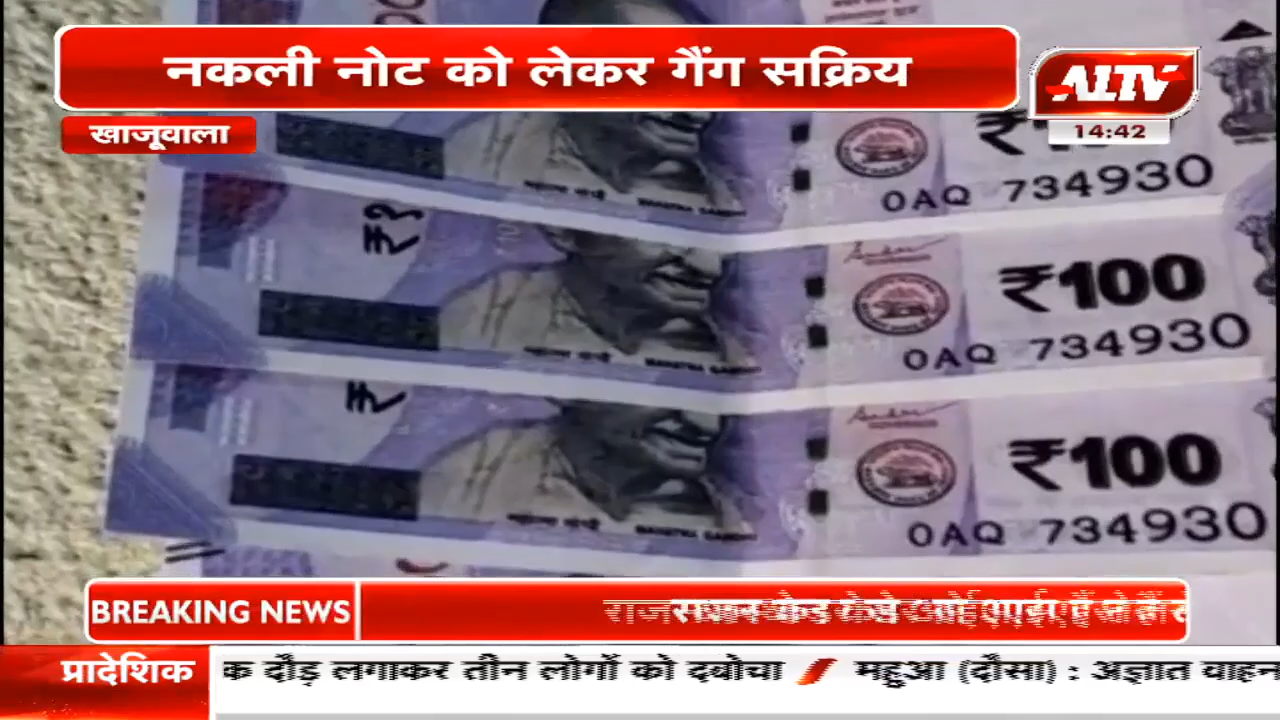 नकली नोट को लेकर गैंग सक्रिय
ALTV
14:42
खाजूवाला
0AQ 734930
₹100
0AQ 734930
₹100
0AQ 734930
BREAKING NEWS
प्रादेशिक
क दौड़ लगाकर तीन लोगों को दबोचा / महुआ (दौसा) : अज्ञात वाहन